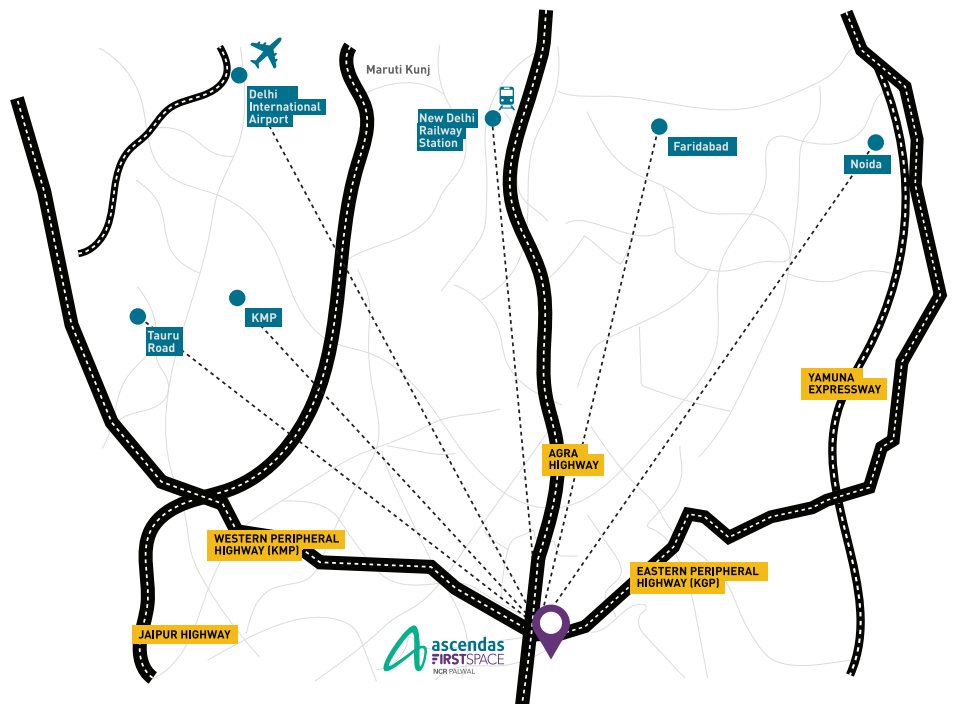 Maruti Kunj
Delhi
International
Airport
New Delhi
Railway
Station
Faridabad
Noida
KMP
Tauru
Road
YAMUNA
EXPRESSWAY
AGRA
HIGHWAY
WESTERN PERIPHERAL
HIGHWAY (KMP)
EASTERN PERIPHERAL
HIGHWAY (KGP)
JAIPUR HIGHWAY
ascendas
FIRSTSPACE
NCR PALWAL